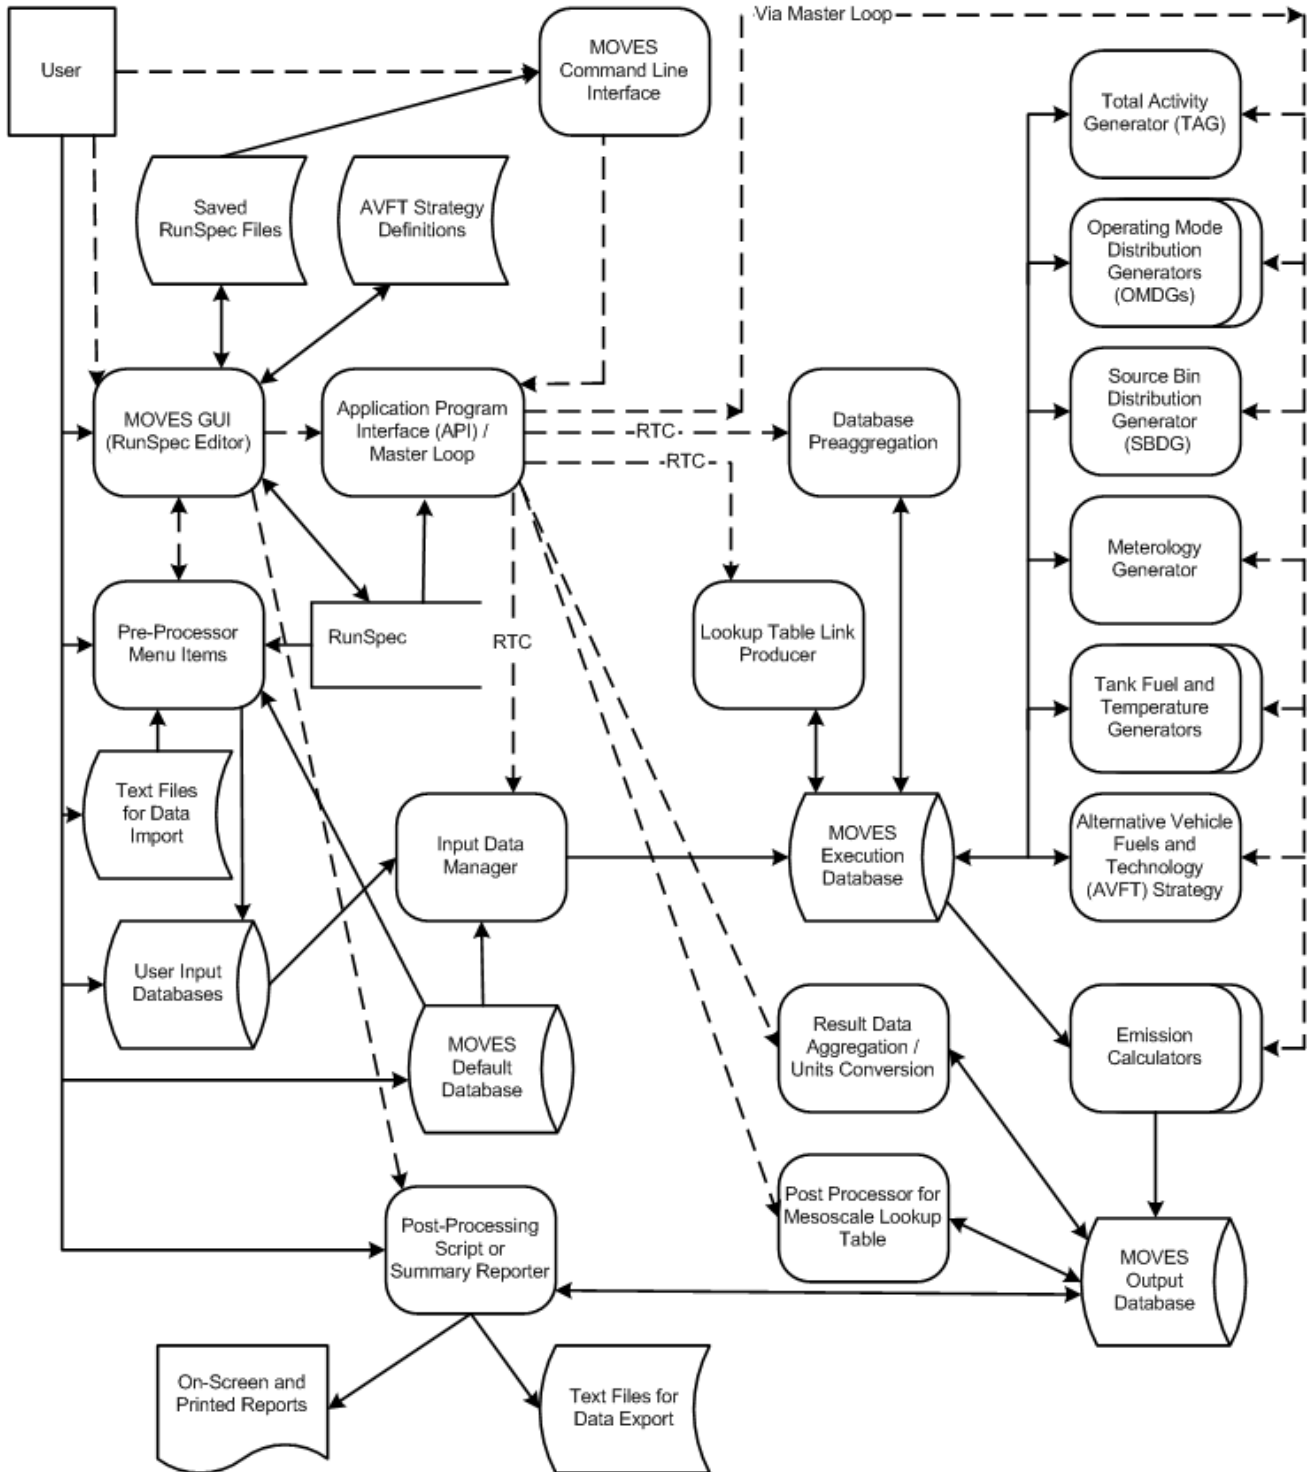 Via Master Loop
User
MOVES
Command Line
Interface
Total Activity
Generator (TAG)
Saved
RunSpec Files
AVFT Strategy
Definitions
Operating Mode
Distribution
Generators
(OMDGs)
MOVES GUI
(RunSpec Editor)
Application Program
Interface (API) /
Master Loop
RTC
RTC
Database
Preaggregation
Source Bin
Distribution
Generator
(SBDG)
Meterology
Generator
Pre-Processor
Menu Items
RunSpec
RTC
Lookup Table Link
Producer
Tank Fuel and
Temperature
Generators
Text Files
for Data
Import
Input Data
Manager
MOVES
Execution
Database
Alternative Vehicle
Fuels and
Technology
(AVFT) Strategy
User Input
Databases
MOVES
Default
Database
Result Data
Aggregation /
Units Conversion
Emission
Calculators
Post-Processing
Script or
Summary Reporter
Post Processor for
Mesoscale Lookup
Table
MOVES
Output
Database
On-Screen and
Printed Reports
Text Files for
Data Export